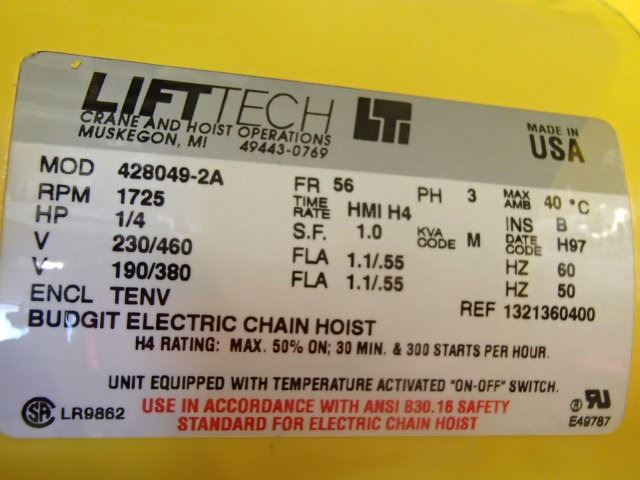 LIFTTECH LTI
CRANE AND HOIST OPERATIONS
MUSKEGON, MI 49443-0769
MADE IN
USA
MOD 428049-2A FR 56 PH 3 MAX AMB 40 °C
RPM 1725 TIME RATE HMI H4 INS B
HP 1/4 S.F. 1.0 KVA CODE M DATE CODE H97
V 230/460 FLA 1.1/.55 HZ 60
V 190/380 FLA 1.1/.55 HZ 50
ENCL TENV REF 1321360400
BUDGIT ELECTRIC CHAIN HOIST
H4 RATING: MAX. 50% ON; 30 MIN. & 300 STARTS PER HOUR.
UNIT EQUIPPED WITH TEMPERATURE ACTIVATED "ON-OFF" SWITCH.
SA LR9862 USE IN ACCORDANCE WITH ANSI B30.16 SAFETY
STANDARD FOR ELECTRIC CHAIN HOIST
® RU
E49787